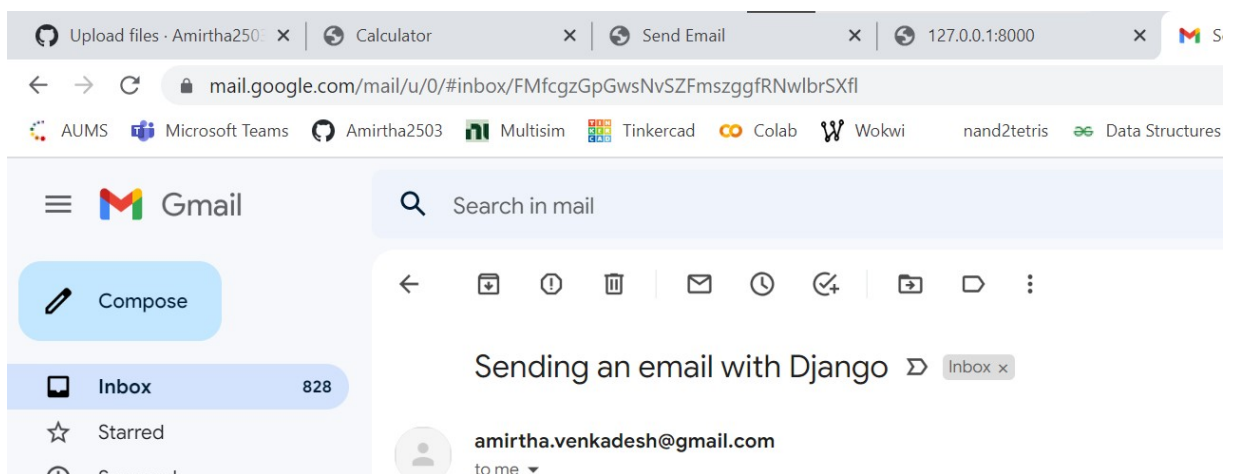 Upload files · Amirtha250 Calculator Send Email 127.0.0.1:8000
mail.google.com/mail/u/0/#inbox/FMfcgzGpGwsNvSZFmszggfRNwlbrSXfl
AUMS Microsoft Teams Amirtha2503 Multisim Tinkercad Colab Wokwi nand2tetris Data Structures
Gmail Search in mail
Compose
Sending an email with Django Inbox ×
Inbox 828
Starred
amirtha.venkadesh@gmail.com
to me